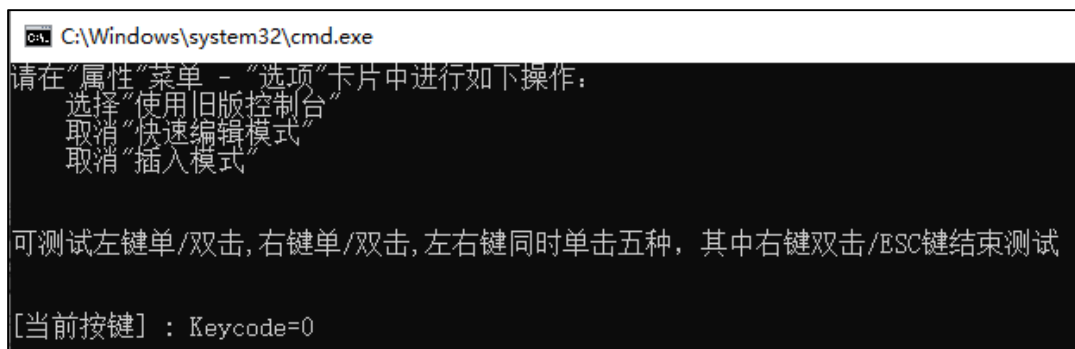 C:\Windows\system32\cmd.exe
请在"属性"菜单 - "选项"卡片中进行如下操作:
选择"使用旧版控制台"
取消"快速编辑模式"
取消"插入模式"
可测试左键单/双击,右键单/双击,左右键同时单击五种，其中右键双击/ESC键结束测试
[当前按键] : Keycode=0